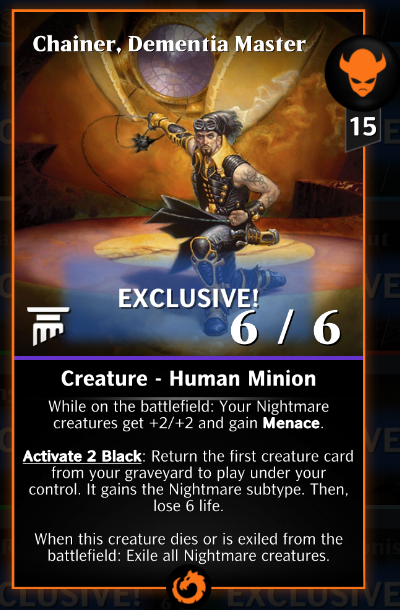 Chainer, Dementia Master
15
EXCLUSIVE!
6 / 6
Creature - Human Minion
While on the battlefield: Your Nightmare
creatures get +2/+2 and gain Menace.
Activate 2 Black: Return the first creature card
from your graveyard to play under your
control. It gains the Nightmare subtype. Then,
lose 6 life.
When this creature dies or is exiled from the
battlefield: Exile all Nightmare creatures.